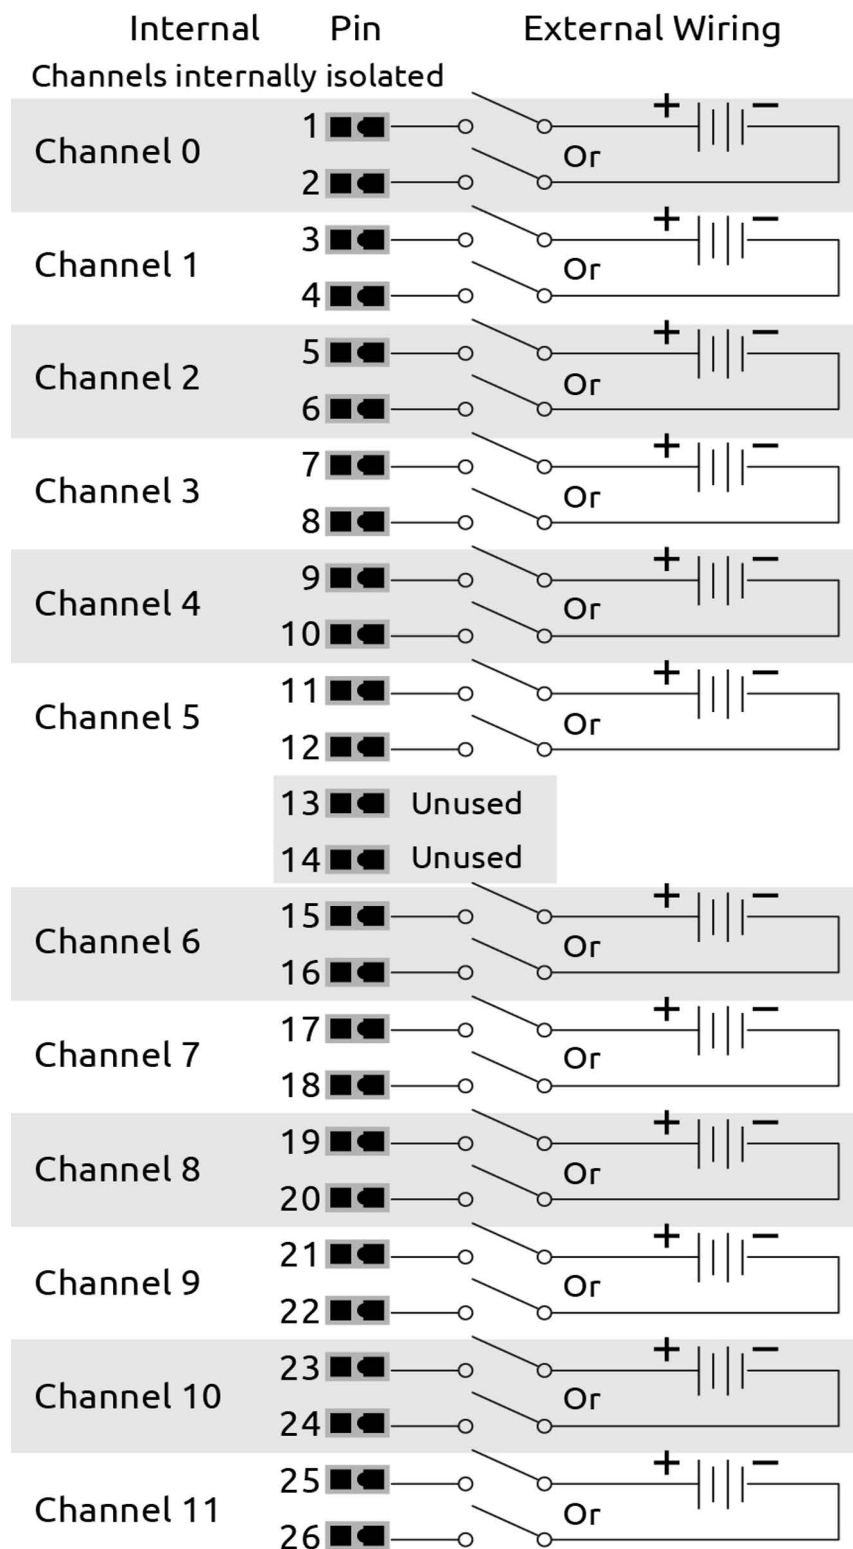 Internal Pin External Wiring
Channels internally isolated
1 + −
Channel 0 Or
2
3 + −
Channel 1 Or
4
5 + −
Channel 2 Or
6
7 + −
Channel 3 Or
8
9 + −
Channel 4 Or
10
11 + −
Channel 5 Or
12
13 Unused
14 Unused
15 + −
Channel 6 Or
16
17 + −
Channel 7 Or
18
19 + −
Channel 8 Or
20
21 + −
Channel 9 Or
22
23 + −
Channel 10 Or
24
25 + −
Channel 11 Or
26